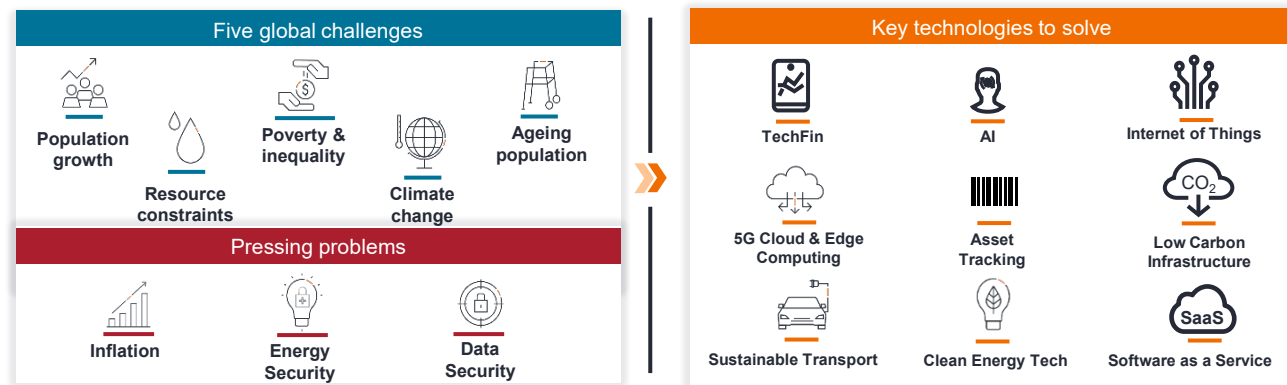 Five global challenges
Population
growth
Resource
constraints
$
Poverty &
inequality
Climate
change
Ageing
population
Pressing problems
Inflation
Energy
Security
Data
Security
Key technologies to solve
TechFin
AI
Internet of Things
5G Cloud & Edge
Computing
Asset
Tracking
CO₂
Low Carbon
Infrastructure
Sustainable Transport
Clean Energy Tech
SaaS
Software as a Service